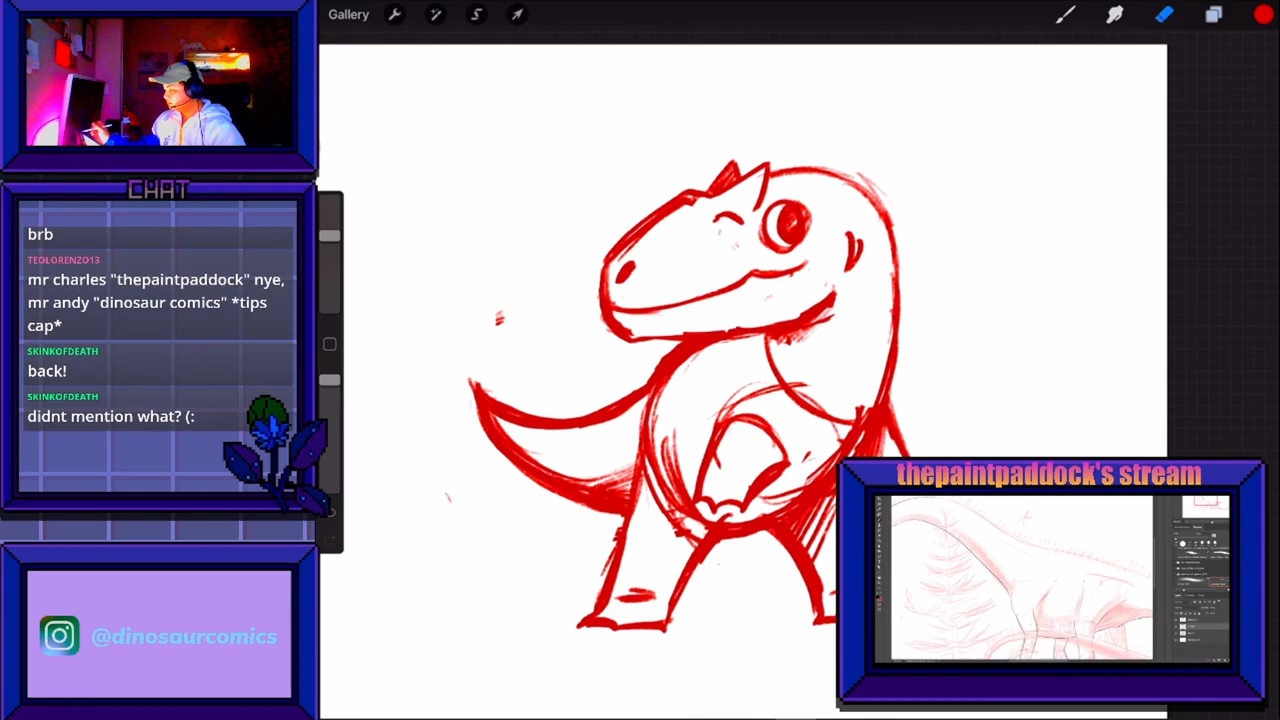 Gallery
CHAT
brb
TEOLORENZO13
mr charles "thepaintpaddock" nye,
mr andy "dinosaur comics" *tips
cap*
SKINKOFDEATH
back!
SKINKOFDEATH
didnt mention what? (:
thepaintpaddock's stream
@dinosaurcomics